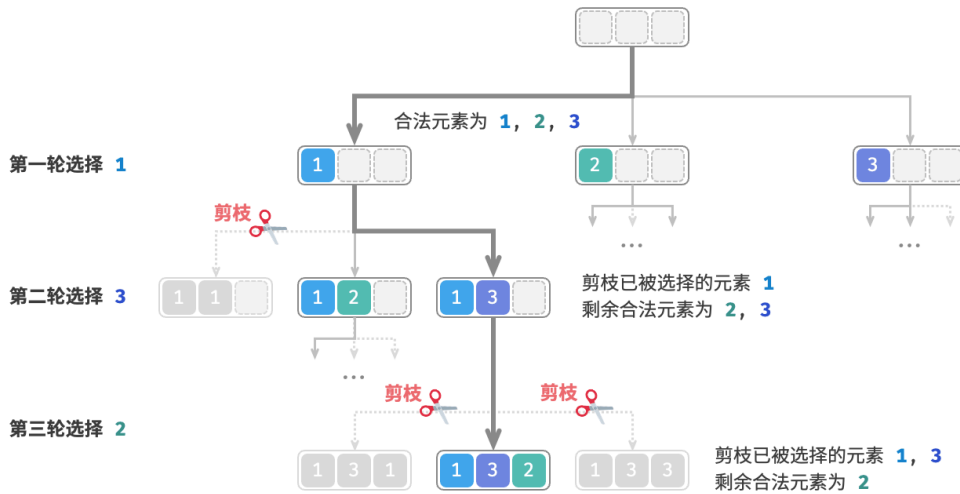 合法元素为 1, 2, 3
第一轮选择 1
1
2
3
剪枝
...
...
第二轮选择 3
1 1
1 2
1 3
剪枝已被选择的元素 1
剩余合法元素为 2, 3
...
剪枝
剪枝
第三轮选择 2
1 3 1
1 3 2
1 3 3
剪枝已被选择的元素 1, 3
剩余合法元素为 2